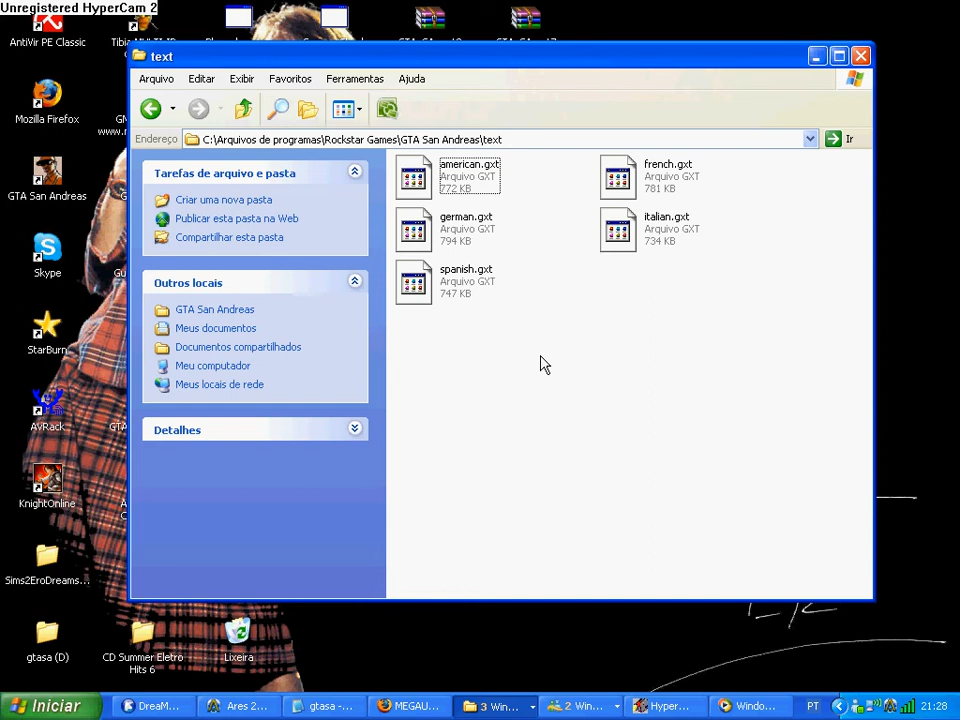 Unregistered HyperCam 2
AntiVir PE Classic
Mozilla Firefox
GTA San Andreas
Skype
StarBurn
AVRack
KnightOnline
Sims2EroDreams...
gtasa (D)
CD Summer Eletro
Hits 6
Lixeira
text
Arquivo Editar Exibir Favoritos Ferramentas Ajuda
Endereço C:\Arquivos de programas\Rockstar Games\GTA San Andreas\text Ir
Tarefas de arquivo e pasta
Criar uma nova pasta
Publicar esta pasta na Web
Compartilhar esta pasta
Outros locais
GTA San Andreas
Meus documentos
Documentos compartilhados
Meu computador
Meus locais de rede
Detalhes
american.gxt
Arquivo GXT
772 KB
french.gxt
Arquivo GXT
781 KB
german.gxt
Arquivo GXT
794 KB
italian.gxt
Arquivo GXT
734 KB
spanish.gxt
Arquivo GXT
747 KB
Iniciar DreaM... Ares 2... gtasa -... MEGAU... 3 Win... 2 Win... Hyper... Windo... PT 21:28